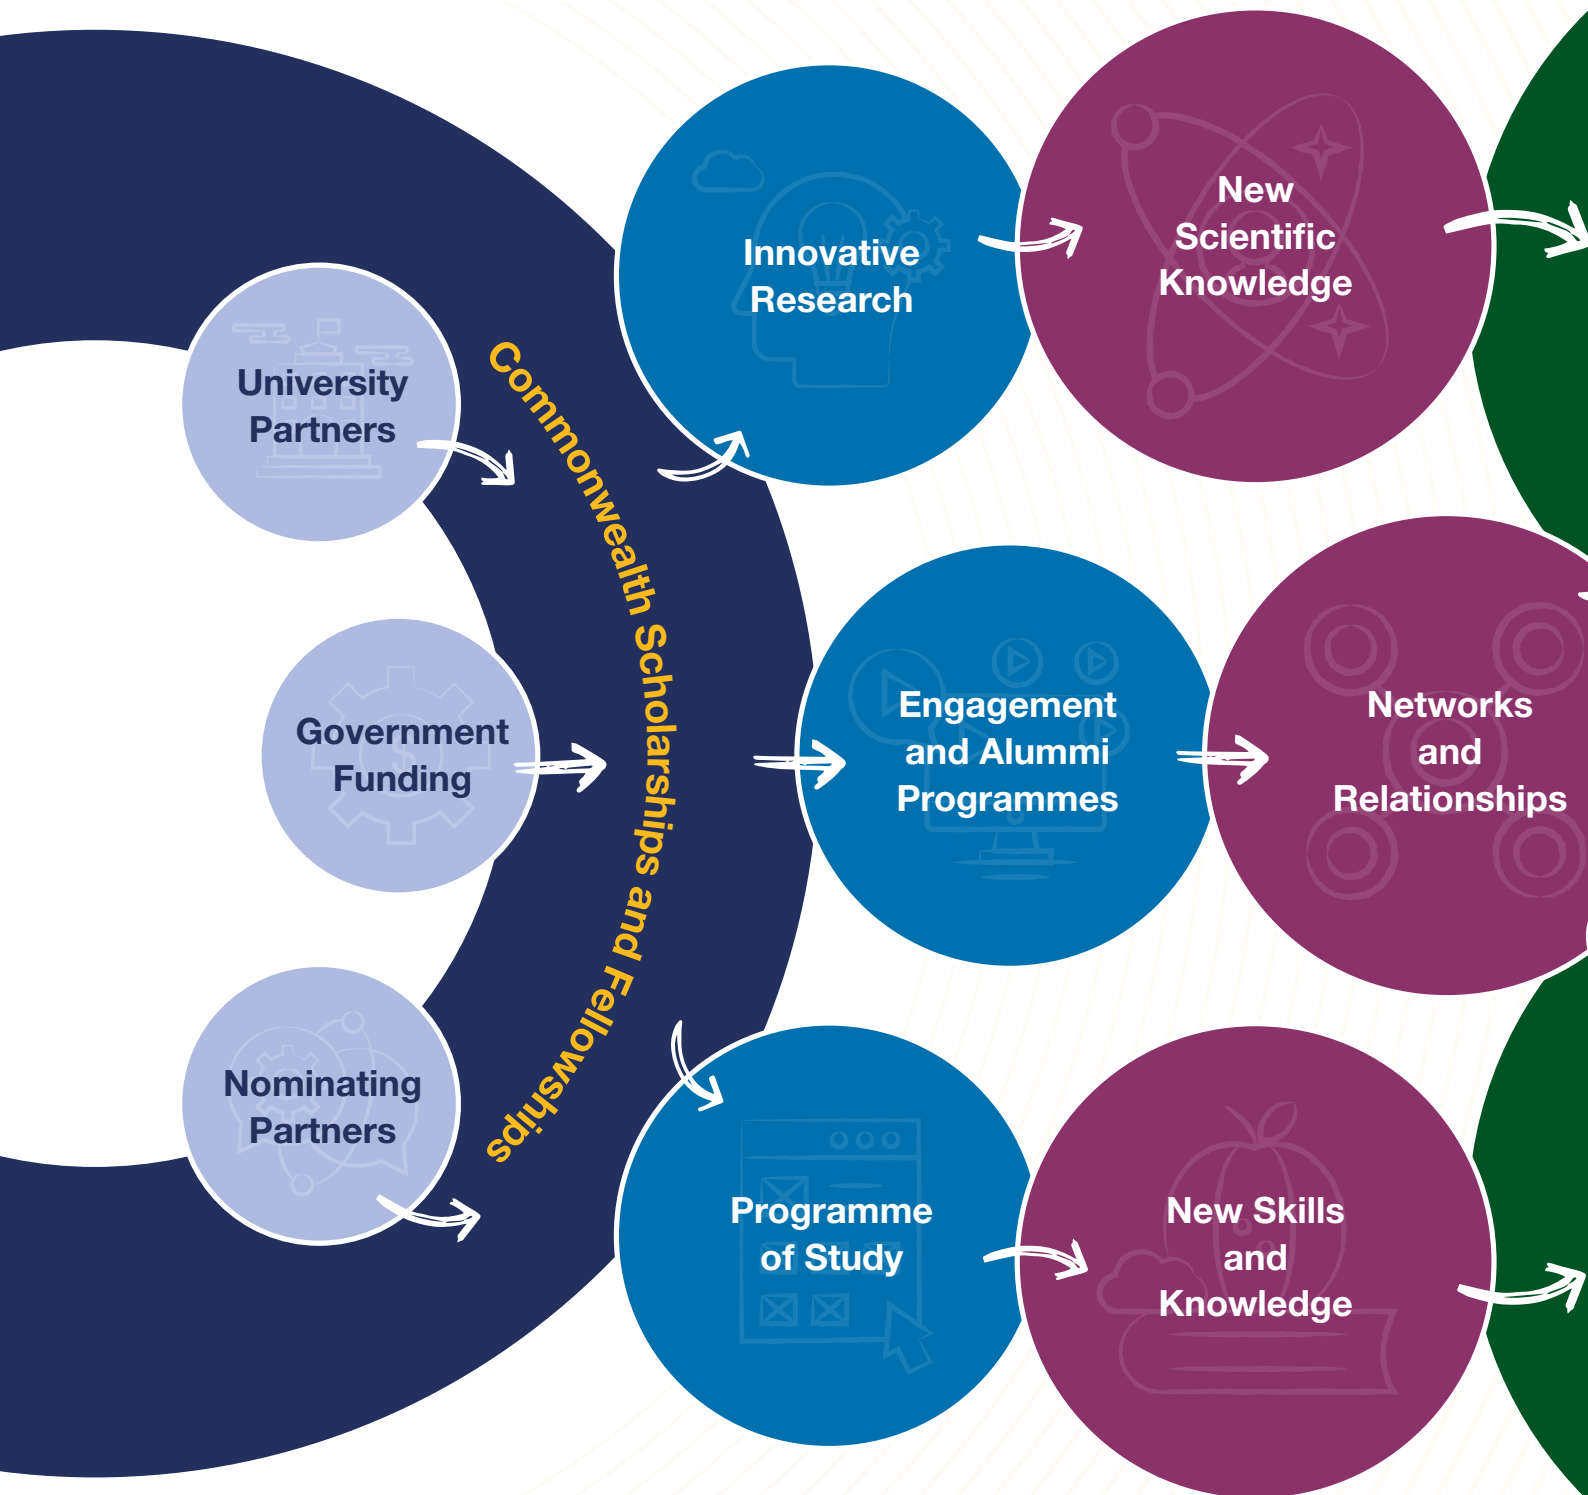 University
Partners
Government
Funding
Nominating
Partners
Commonwealth Scholarships and Fellowships
Innovative
Research
Engagement
and Alummi
Programmes
Programme
of Study
New
Scientific
Knowledge
Networks
and
Relationships
New Skills
and
Knowledge